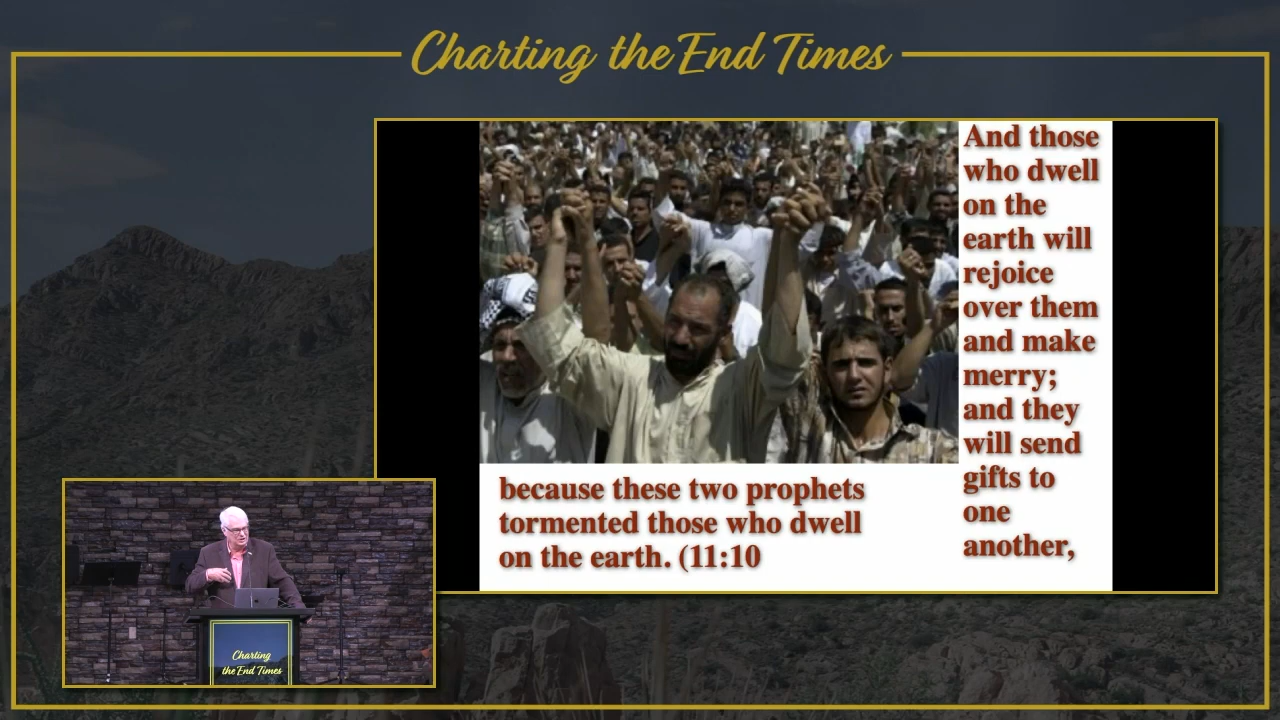 Charting the End Times
And those
who dwell
on the
earth will
rejoice
over them
and make
merry;
and they
will send
gifts to
one
another,
because these two prophets
tormented those who dwell
on the earth. (11:10
Charting
the End Times